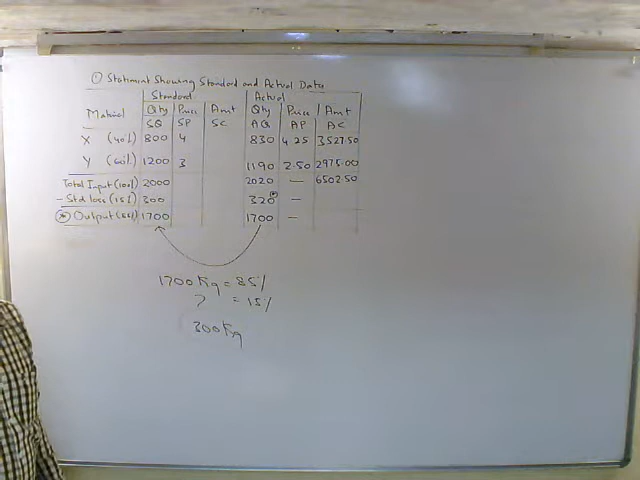 ① Statement Showing Standard and Actual Data
Standard Actual
Material Qty Price Amt Qty Price Amt
SQ SP SC AQ AP AC
X (40%) 800 4 830 4.25 3527.50
Y (60%) 1200 3 1190 2.50 2975.00
Total Input (100%) 2000 2020 — 6502.50
- Std loss (15%) 300 320 —
Output (85%) 1700 1700 —
1700 Kg = 85%
? = 15%
300 Kg